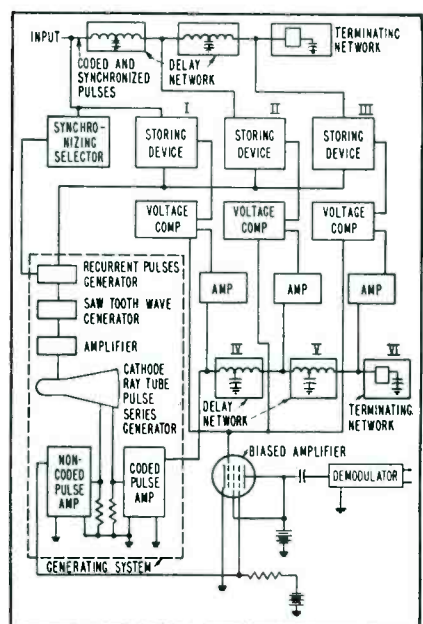 INPUT
TERMINATING
NETWORK
CODED AND
SYNCHRONIZED
PULSES
DELAY
NETWORK
I
II
III
SYNCHRO-
NIZING
SELECTOR
STORING
DEVICE
STORING
DEVICE
STORING
DEVICE
VOLTAGE
COMP
VOLTAGE
COMP
VOLTAGE
COMP
RECURRENT PULSES
GENERATOR
AMP
AMP
AMP
SAW TOOTH WAVE
GENERATOR
AMPLIFIER
IV
V
VI
CATHODE
RAY TUBE
PULSE
SERIES
GENERATOR
DELAY
NETWORK
TERMINATING
NETWORK
NON-
CODED
PULSE
AMP
CODED
PULSE
AMP
BIASED AMPLIFIER
DEMODULATOR
GENERATING SYSTEM